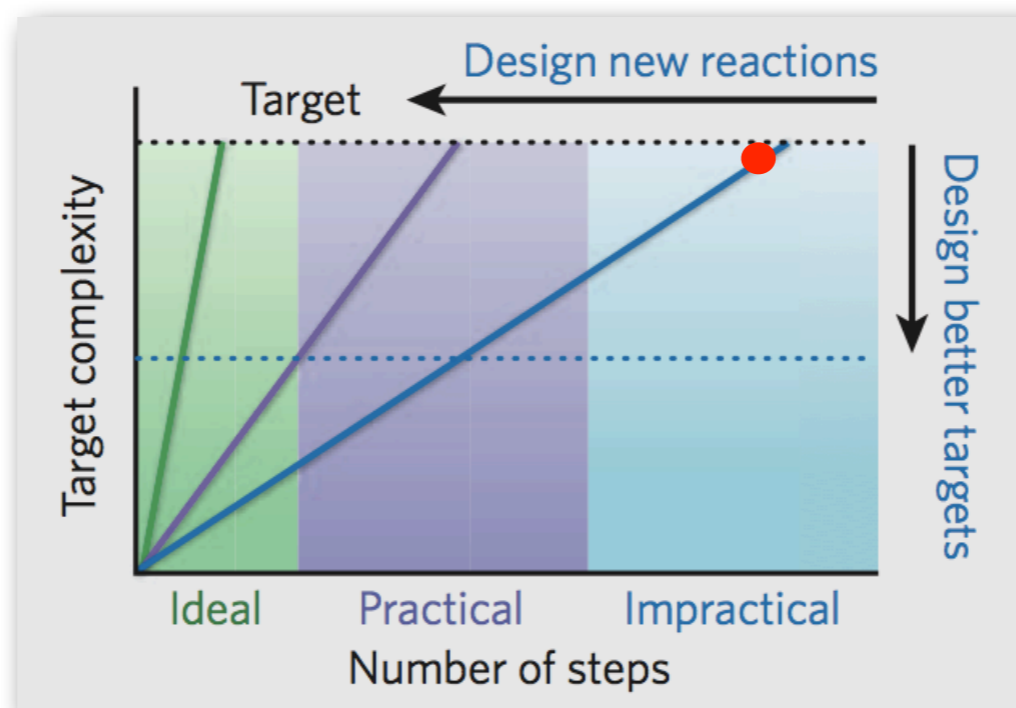 Design new reactions
Target
Target complexity
Design better targets
Ideal
Practical
Impractical
Number of steps